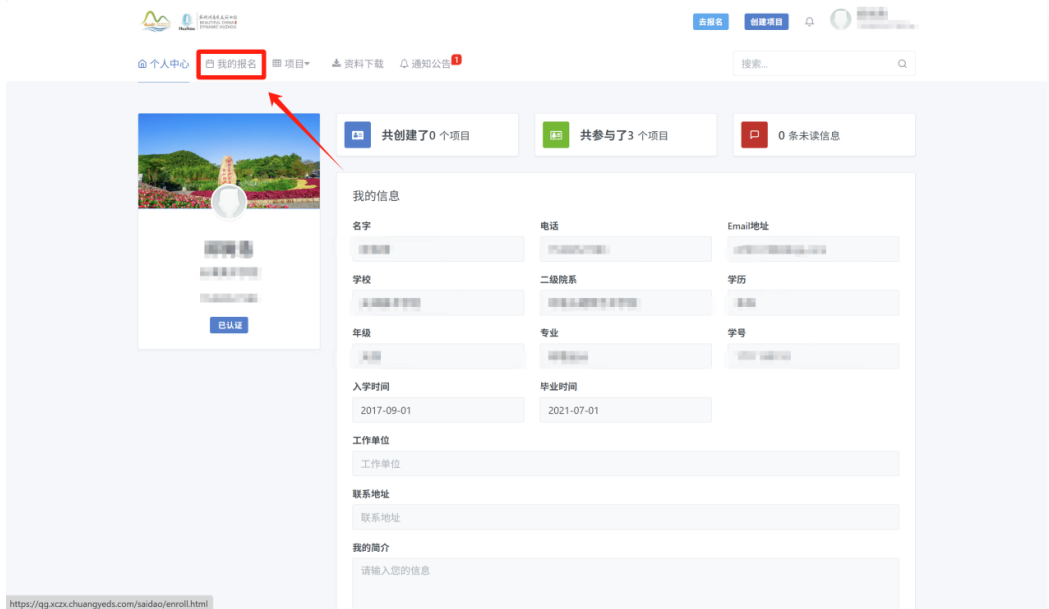 去报名 创建项目
个人中心 我的报名 项目 资料下载 通知公告 1 搜索...
共创建了0 个项目 共参与了3 个项目 0 条未读信息
已认证
我的信息
名字 电话 Email地址
学校 二级院系 学历
年级 专业 学号
入学时间 毕业时间
2017-09-01 2021-07-01
工作单位
工作单位
联系地址
联系地址
我的简介
请输入您的信息
https://qg.xczx.chuangyeds.com/saidao/enroll.html